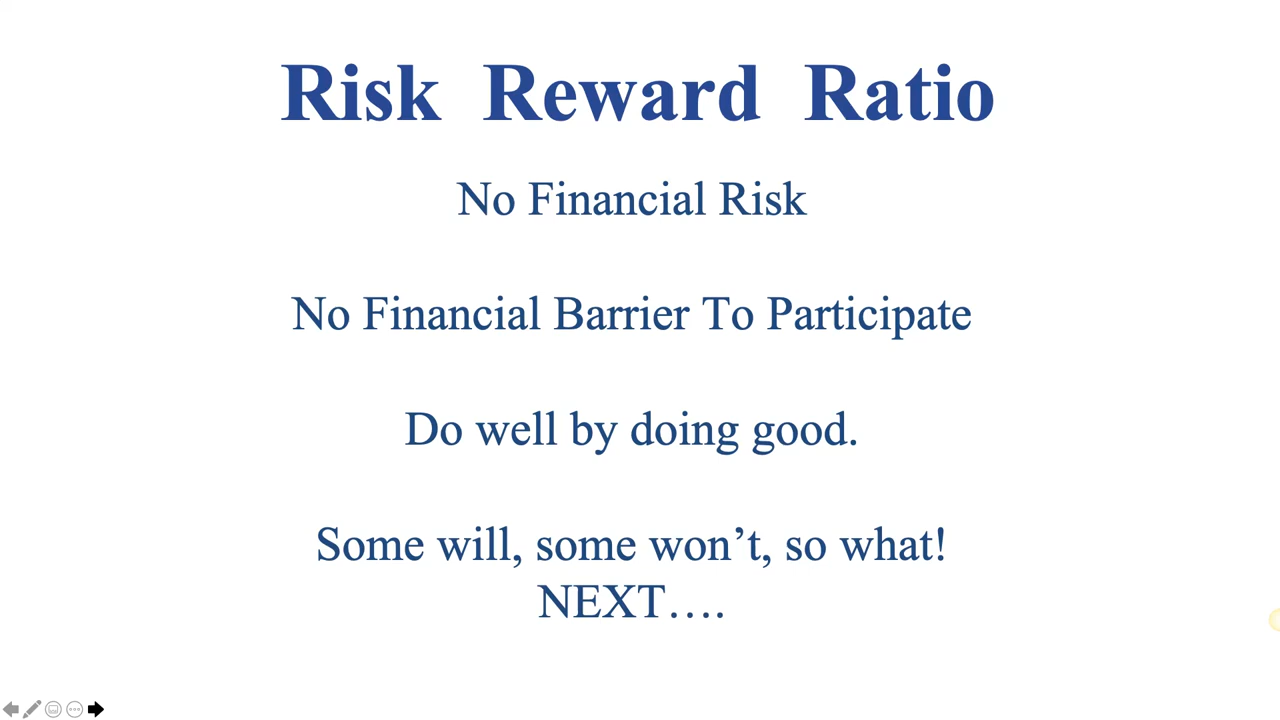 Risk Reward Ratio
No Financial Risk
No Financial Barrier To Participate
Do well by doing good.
Some will, some won’t, so what!
NEXT….